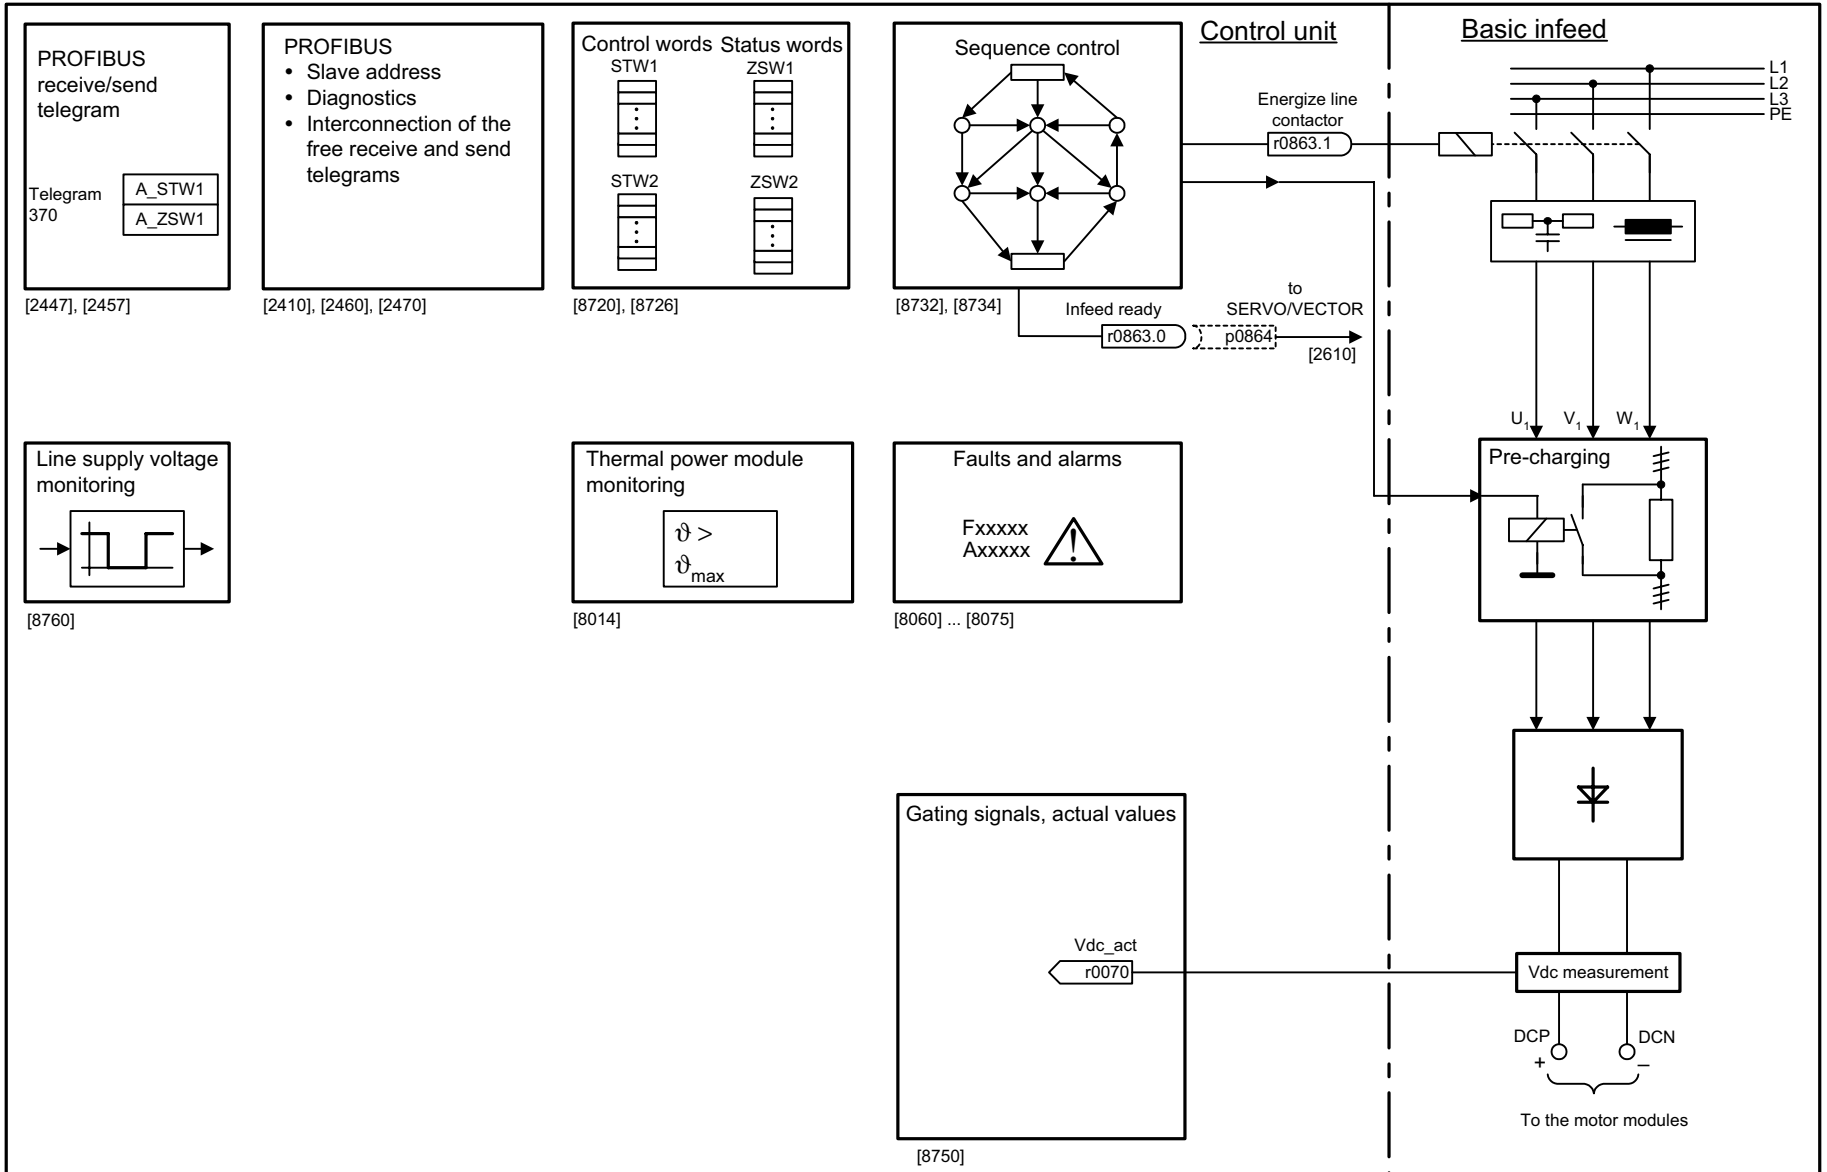 PROFIBUS
receive/send
telegram
Telegram
370
A_STW1
A_ZSW1
[2447], [2457]
PROFIBUS
• Slave address
• Diagnostics
• Interconnection of the
free receive and send
telegrams
[2410], [2460], [2470]
Control words Status words
STW1 ZSW1
STW2 ZSW2
[8720], [8726]
Sequence control
[8732], [8734]
Control unit
Energize line
contactor
r0863.1
Infeed ready
r0863.0
p0864
to
SERVO/VECTOR
[2610]
Basic infeed
L1
L2
L3
PE
U1 V1 W1
Pre-charging
Line supply voltage
monitoring
[8760]
Thermal power module
monitoring
ϑ >
ϑmax
[8014]
Faults and alarms
Fxxxxx
Axxxxx
!
[8060] ... [8075]
Gating signals, actual values
Vdc_act
r0070
[8750]
Vdc measurement
DCP DCN
+ –
To the motor modules